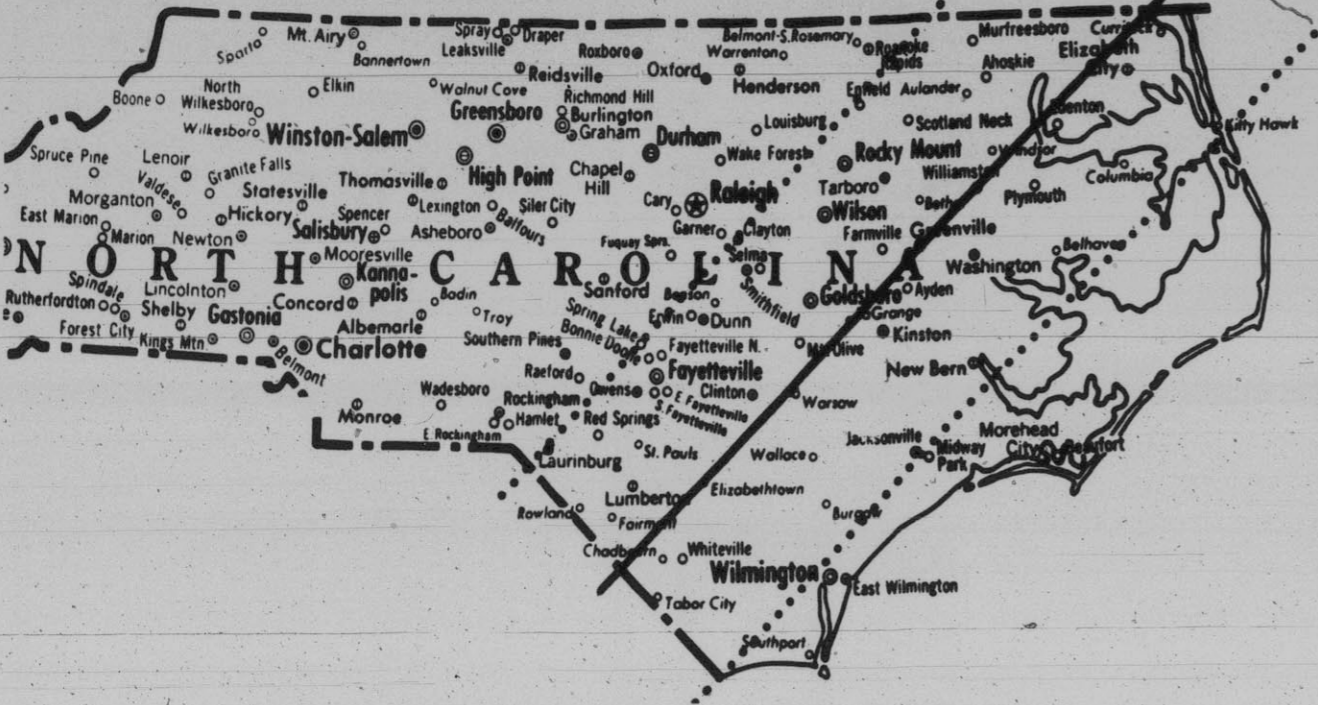 Sparta
Mt. Airy
Bannertown
Spray
Draper
Leaksville
Roxboro
Belmont-S.Rosemary
Warrenton
Roanoke
Rapids
Murfreesboro
Elizabeth
City
Ahoskie
Boone
North
Wilkesboro
Elkin
Walnut Cove
Reidsville
Oxford
Henderson
Enfield
Aulander
Edenton
Wilkesboro
Winston-Salem
Greensboro
Richmond Hill
Burlington
Graham
Durham
Louisburg
Scotland Neck
Kitty Hawk
Spruce Pine
Lenoir
Valdese
Granite Falls
Wake Forest
Rocky Mount
Windsor
Columbia
Morganton
Statesville
Thomasville
High Point
Chapel
Hill
Tarboro
Plymouth
East Marion
Marion
Hickory
Spencer
Lexington
Siler City
Cary
Raleigh
Wilson
Newton
Salisbury
Asheboro
Balfours
Garner
Clayton
Farmville
Greenville
Belhaven
NORTH CAROLINA
Mooresville
Fuquay Sprs.
Selma
Washington
Spindale
Lincolnton
Kanna-
polis
Sanford
Benson
Smithfield
Goldsboro
Ayden
Rutherfordton
Shelby
Gastonia
Concord
Badin
Troy
Spring Lake
Erwin
Dunn
Grange
Kinston
Forest City
Kings Mtn
Belmont
Charlotte
Albemarle
Southern Pines
Bonnie Doone
Fayetteville N.
Mt. Olive
New Bern
Raeford
Fayetteville
Monroe
Wadesboro
Rockingham
Owens
E. Fayetteville
S. Fayetteville
Clinton
Warsaw
E. Rockingham
Hamlet
Red Springs
Morehead
City
Beaufort
Laurinburg
St. Pauls
Wallace
Jacksonville
Midway
Park
Rowland
Lumberton
Elizabethtown
Burgaw
Fairmont
Chadbourn
Whiteville
Wilmington
East Wilmington
Tabor City
Southport